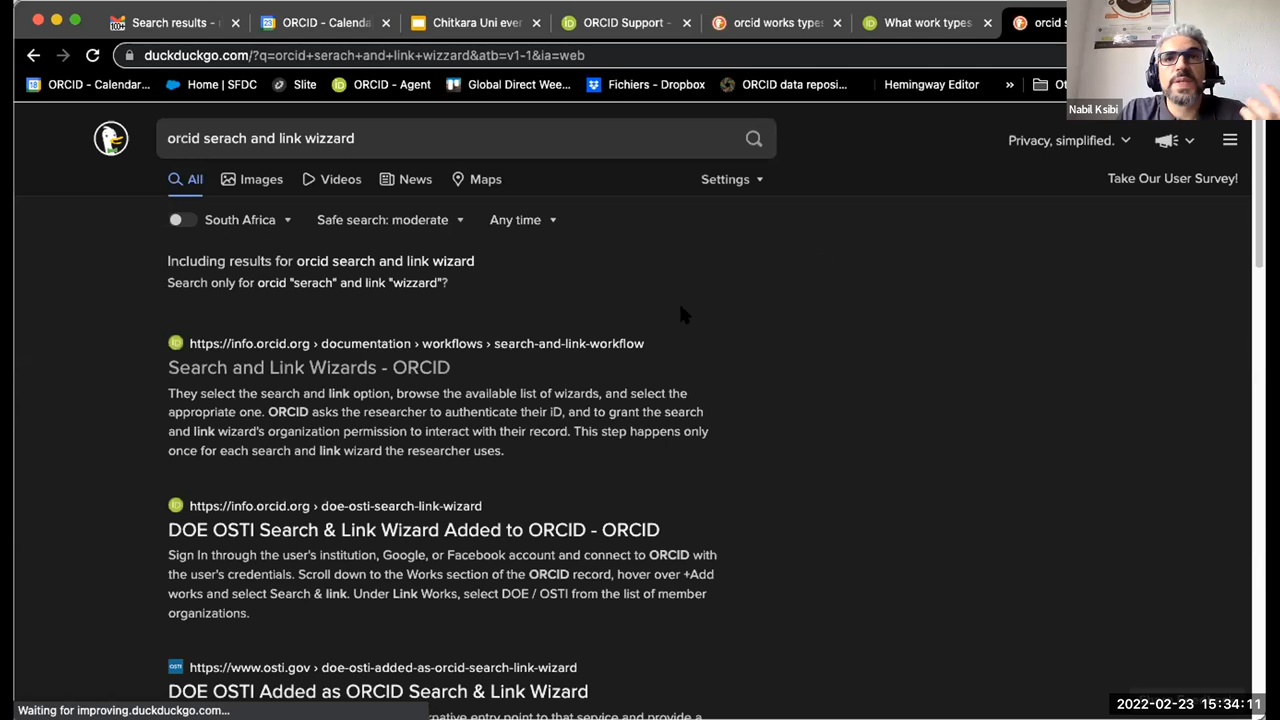 Search results -
ORCID - Calenda
Chitkara Uni eve
ORCID Support -
orcid works types
What work types
orcid s
duckduckgo.com/?q=orcid+serach+and+link+wizzard&atb=v1-1&ia=web
ORCID - Calendar...
Home | SFDC
Slite
ORCID - Agent
Global Direct Wee...
Fichiers - Dropbox
ORCID data reposi...
Hemingway Editor
»
Nabil Ksibi
orcid serach and link wizzard
Privacy, simplified.
All
Images
Videos
News
Maps
Settings
Take Our User Survey!
South Africa
Safe search: moderate
Any time
Including results for orcid search and link wizard
Search only for orcid "serach" and link "wizzard"?
https://info.orcid.org › documentation › workflows › search-and-link-workflow
Search and Link Wizards - ORCID
They select the search and link option, browse the available list of wizards, and select the
appropriate one. ORCID asks the researcher to authenticate their iD, and to grant the search
and link wizard's organization permission to interact with their record. This step happens only
once for each search and link wizard the researcher uses.
https://info.orcid.org › doe-osti-search-link-wizard
DOE OSTI Search & Link Wizard Added to ORCID - ORCID
Sign In through the user's institution, Google, or Facebook account and connect to ORCID with
the user's credentials. Scroll down to the Works section of the ORCID record, hover over +Add
works and select Search & link. Under Link Works, select DOE / OSTI from the list of member
organizations.
https://www.osti.gov › doe-osti-added-as-orcid-search-link-wizard
DOE OSTI Added as ORCID Search & Link Wizard
Waiting for improving.duckduckgo.com...
2022-02-23 15:34:11